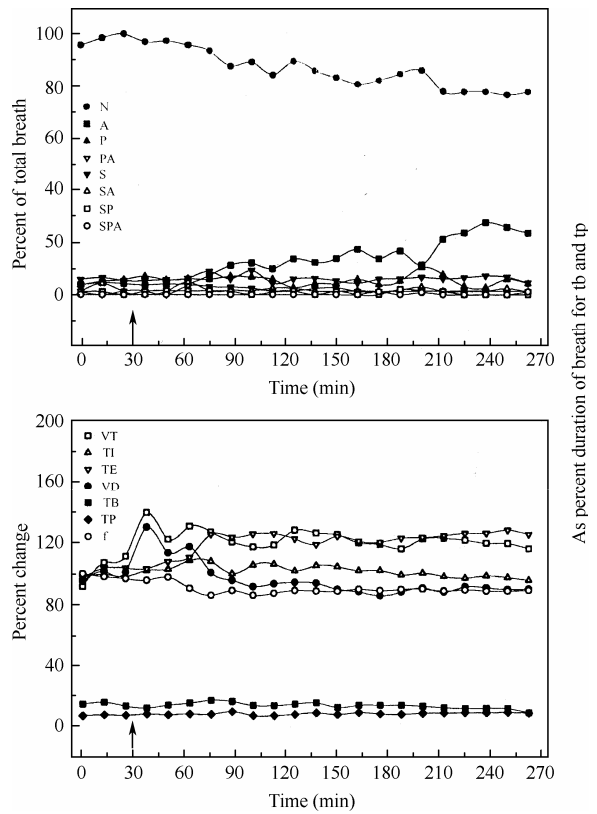 100
80
60
40
50
0
Percent of total breath
N
A
P
PA
S
SA
SP
SPA
0 30 60 90 120 150 180 210 240 270
Time (min)
200
160
120
80
40
0
Percent change
VT
TI
TE
VD
TB
TP
f
0 30 60 90 120 150 180 210 240 270
Time (min)
As percent duration of breath for tb and tp